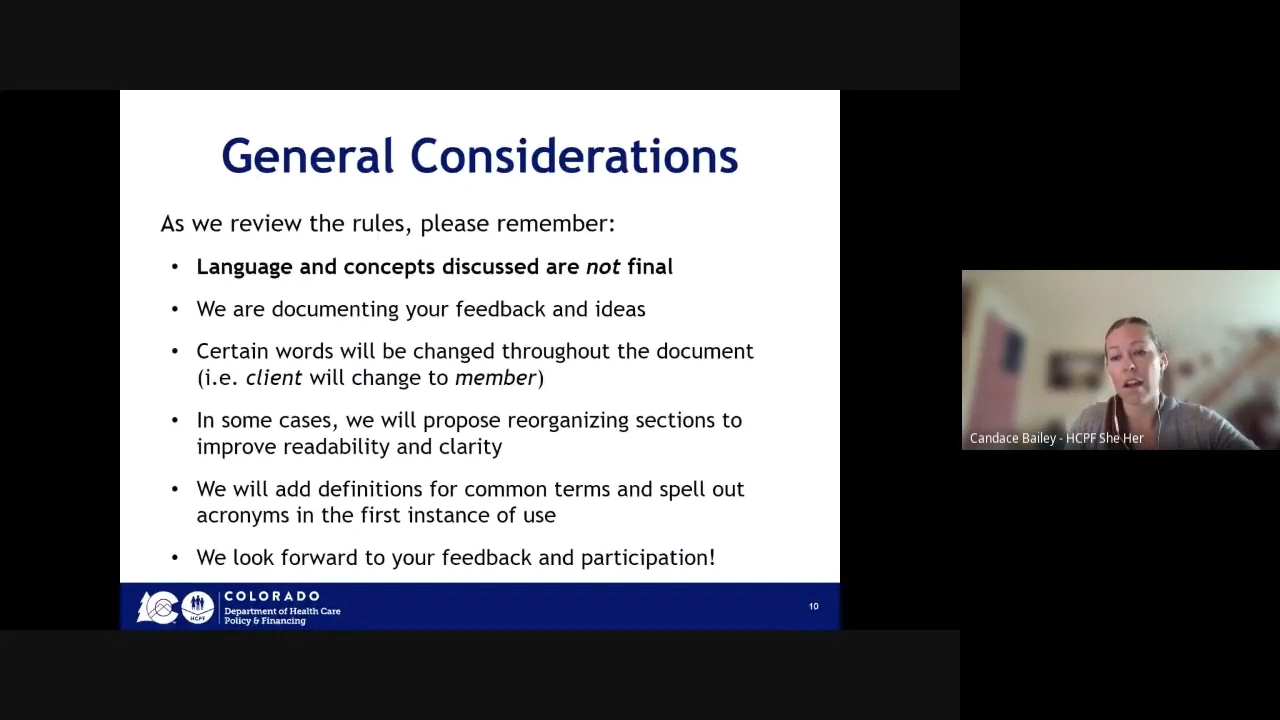 General Considerations
As we review the rules, please remember:
• Language and concepts discussed are not final
• We are documenting your feedback and ideas
• Certain words will be changed throughout the document
(i.e. client will change to member)
• In some cases, we will propose reorganizing sections to
improve readability and clarity
• We will add definitions for common terms and spell out
acronyms in the first instance of use
• We look forward to your feedback and participation!
HCPF
COLORADO
Department of Health Care
Policy & Financing
10
Candace Bailey - HCPF She Her